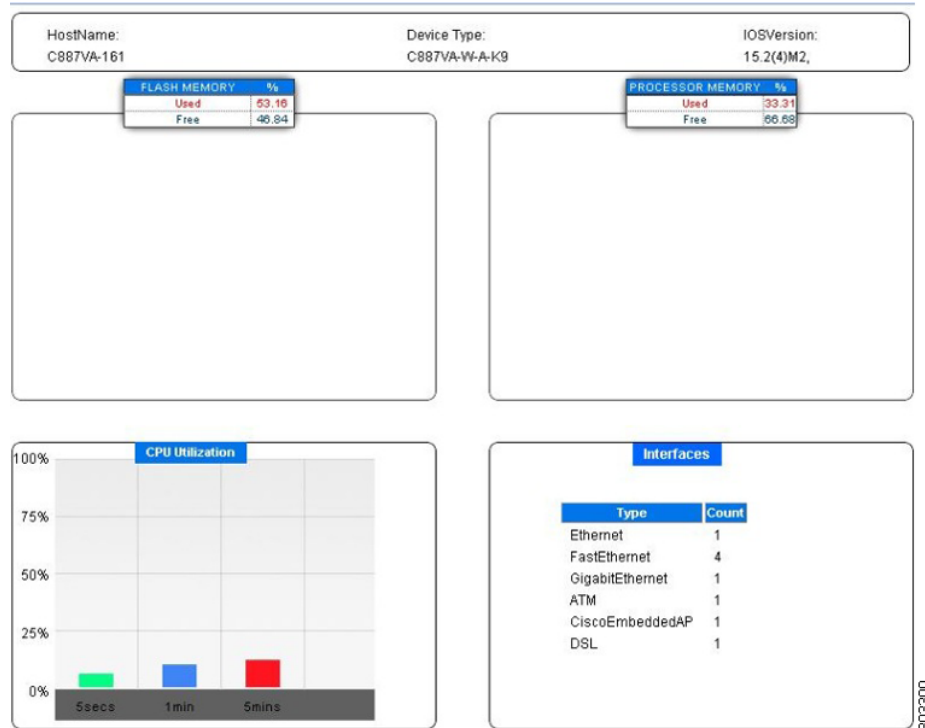 HostName:
Device Type:
IOSVersion:
C887VA-161
C887VA-W-A-K9
15.2(4)M2,
FLASH MEMORY %
Used 53.16
Free 46.84
PROCESSOR MEMORY %
Used 33.31
Free 66.68
CPU Utilization
100%
75%
50%
25%
0%
5secs 1min 5mins
Interfaces
Type Count
Ethernet 1
FastEthernet 4
GigabitEthernet 1
ATM 1
CiscoEmbeddedAP 1
DSL 1